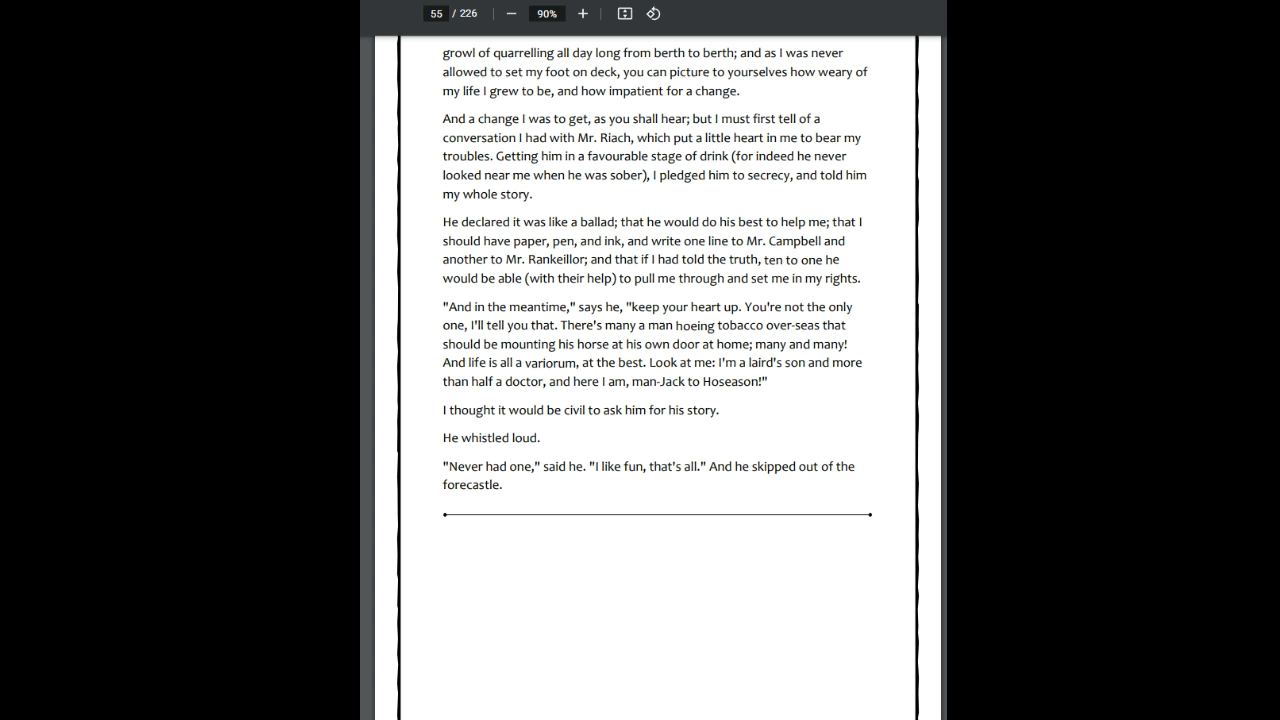 55 / 226 − 90% +
growl of quarrelling all day long from berth to berth; and as I was never
allowed to set my foot on deck, you can picture to yourselves how weary of
my life I grew to be, and how impatient for a change.
And a change I was to get, as you shall hear; but I must first tell of a
conversation I had with Mr. Riach, which put a little heart in me to bear my
troubles. Getting him in a favourable stage of drink (for indeed he never
looked near me when he was sober), I pledged him to secrecy, and told him
my whole story.
He declared it was like a ballad; that he would do his best to help me; that I
should have paper, pen, and ink, and write one line to Mr. Campbell and
another to Mr. Rankeillor; and that if I had told the truth, ten to one he
would be able (with their help) to pull me through and set me in my rights.
"And in the meantime," says he, "keep your heart up. You're not the only
one, I'll tell you that. There's many a man hoeing tobacco over-seas that
should be mounting his horse at his own door at home; many and many!
And life is all a variorum, at the best. Look at me: I'm a laird's son and more
than half a doctor, and here I am, man-Jack to Hoseason!"
I thought it would be civil to ask him for his story.
He whistled loud.
"Never had one," said he. "I like fun, that's all." And he skipped out of the
forecastle.